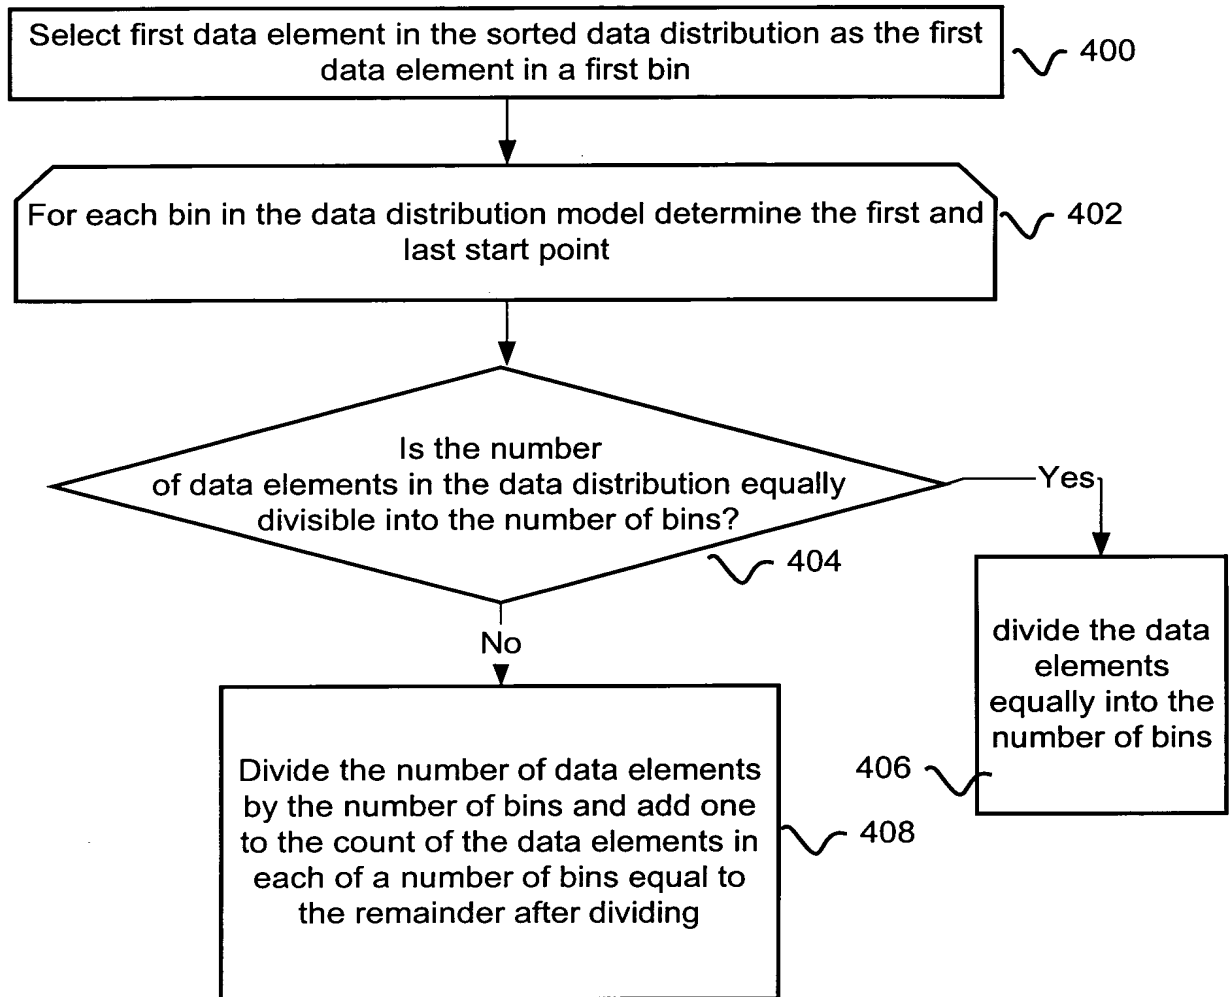 Select first data element in the sorted data distribution as the first
data element in a first bin
400
For each bin in the data distribution model determine the first and
last start point
402
Is the number
of data elements in the data distribution equally
divisible into the number of bins?
404
Yes
No
divide the data
elements
equally into the
number of bins
406
Divide the number of data elements
by the number of bins and add one
to the count of the data elements in
each of a number of bins equal to
the remainder after dividing
408